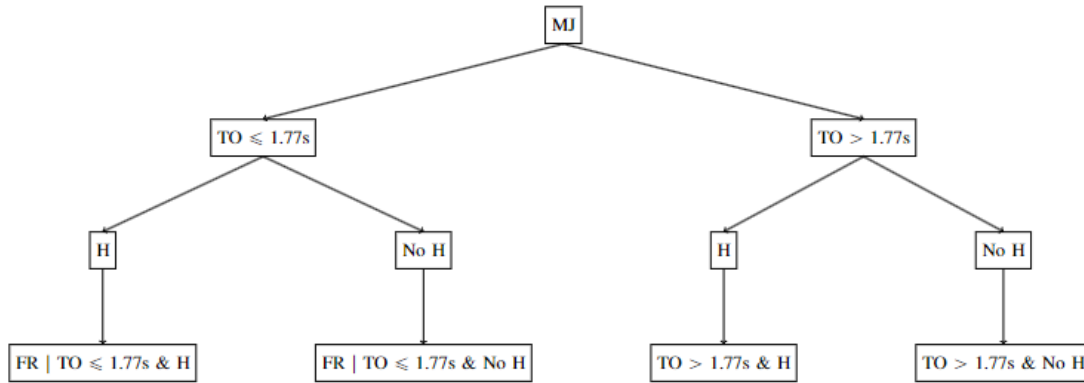 MJ
TO ⩽ 1.77s
TO > 1.77s
H
No H
H
No H
FR | TO ⩽ 1.77s & H
FR | TO ⩽ 1.77s & No H
TO > 1.77s & H
TO > 1.77s & No H